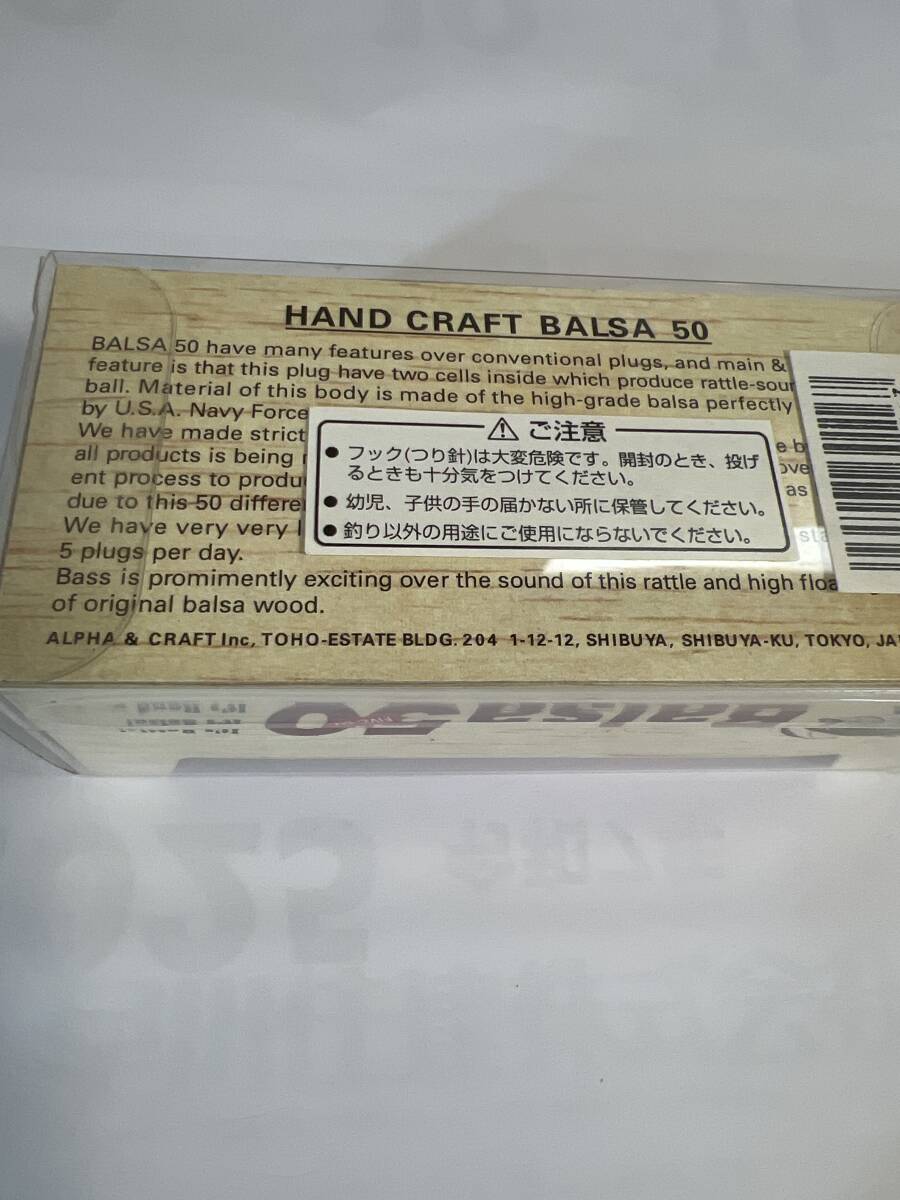 HAND CRAFT BALSA 50
BALSA 50 have many features over conventional plugs, and main &
feature is that this plug have two cells inside which produce rattle-sour
ball. Material of this body is made of the high-grade balsa perfectly
by U.S.A. Navy Force
We have made strict
all products is being
ent process to produ
as
due to this 50 differe
We have very very
5 plugs per day.
Bass is promimently exciting over the sound of this rattle and high floa
of original balsa wood.
ALPHA & CRAFT Inc, TOHO-ESTATE BLDG. 204 1-12-12, SHIBUYA, SHIBUYA-KU, TOKYO, JA
⚠ ご注意
● フック(つり針)は大変危険です。開封のとき、投げ
るときも十分気をつけてください。
● 幼児、子供の手の届かない所に保管してください。
● 釣り以外の用途にご使用にならないでください。
Balsa50